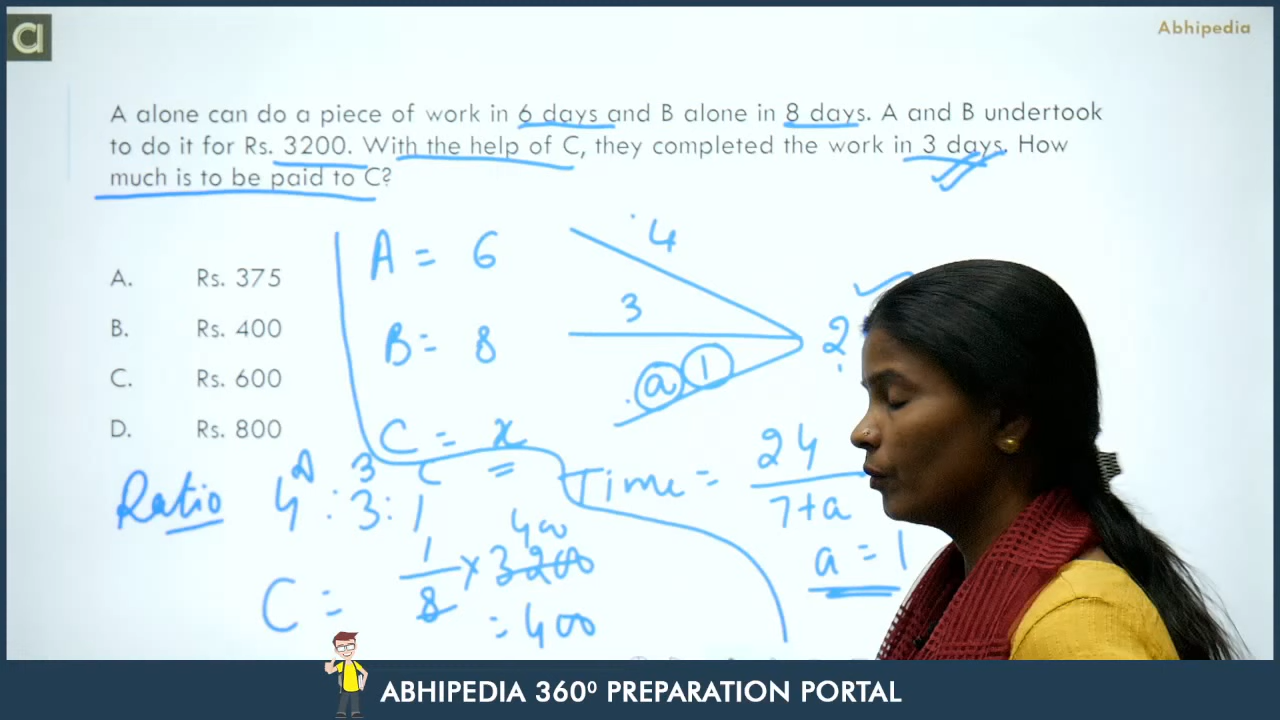 Abhipedia
A alone can do a piece of work in 6 days and B alone in 8 days. A and B undertook
to do it for Rs. 3200. With the help of C, they completed the work in 3 days. How
much is to be paid to C?
A. Rs. 375
B. Rs. 400
C. Rs. 600
D. Rs. 800
A = 6
B = 8
C = x
4
3
a 1
2
Time = 24
7+a
a = 1
A B C
Ratio 4 : 3 : 1
C = 1/8 × 3200
400
= 400
ABHIPEDIA 360⁰ PREPARATION PORTAL